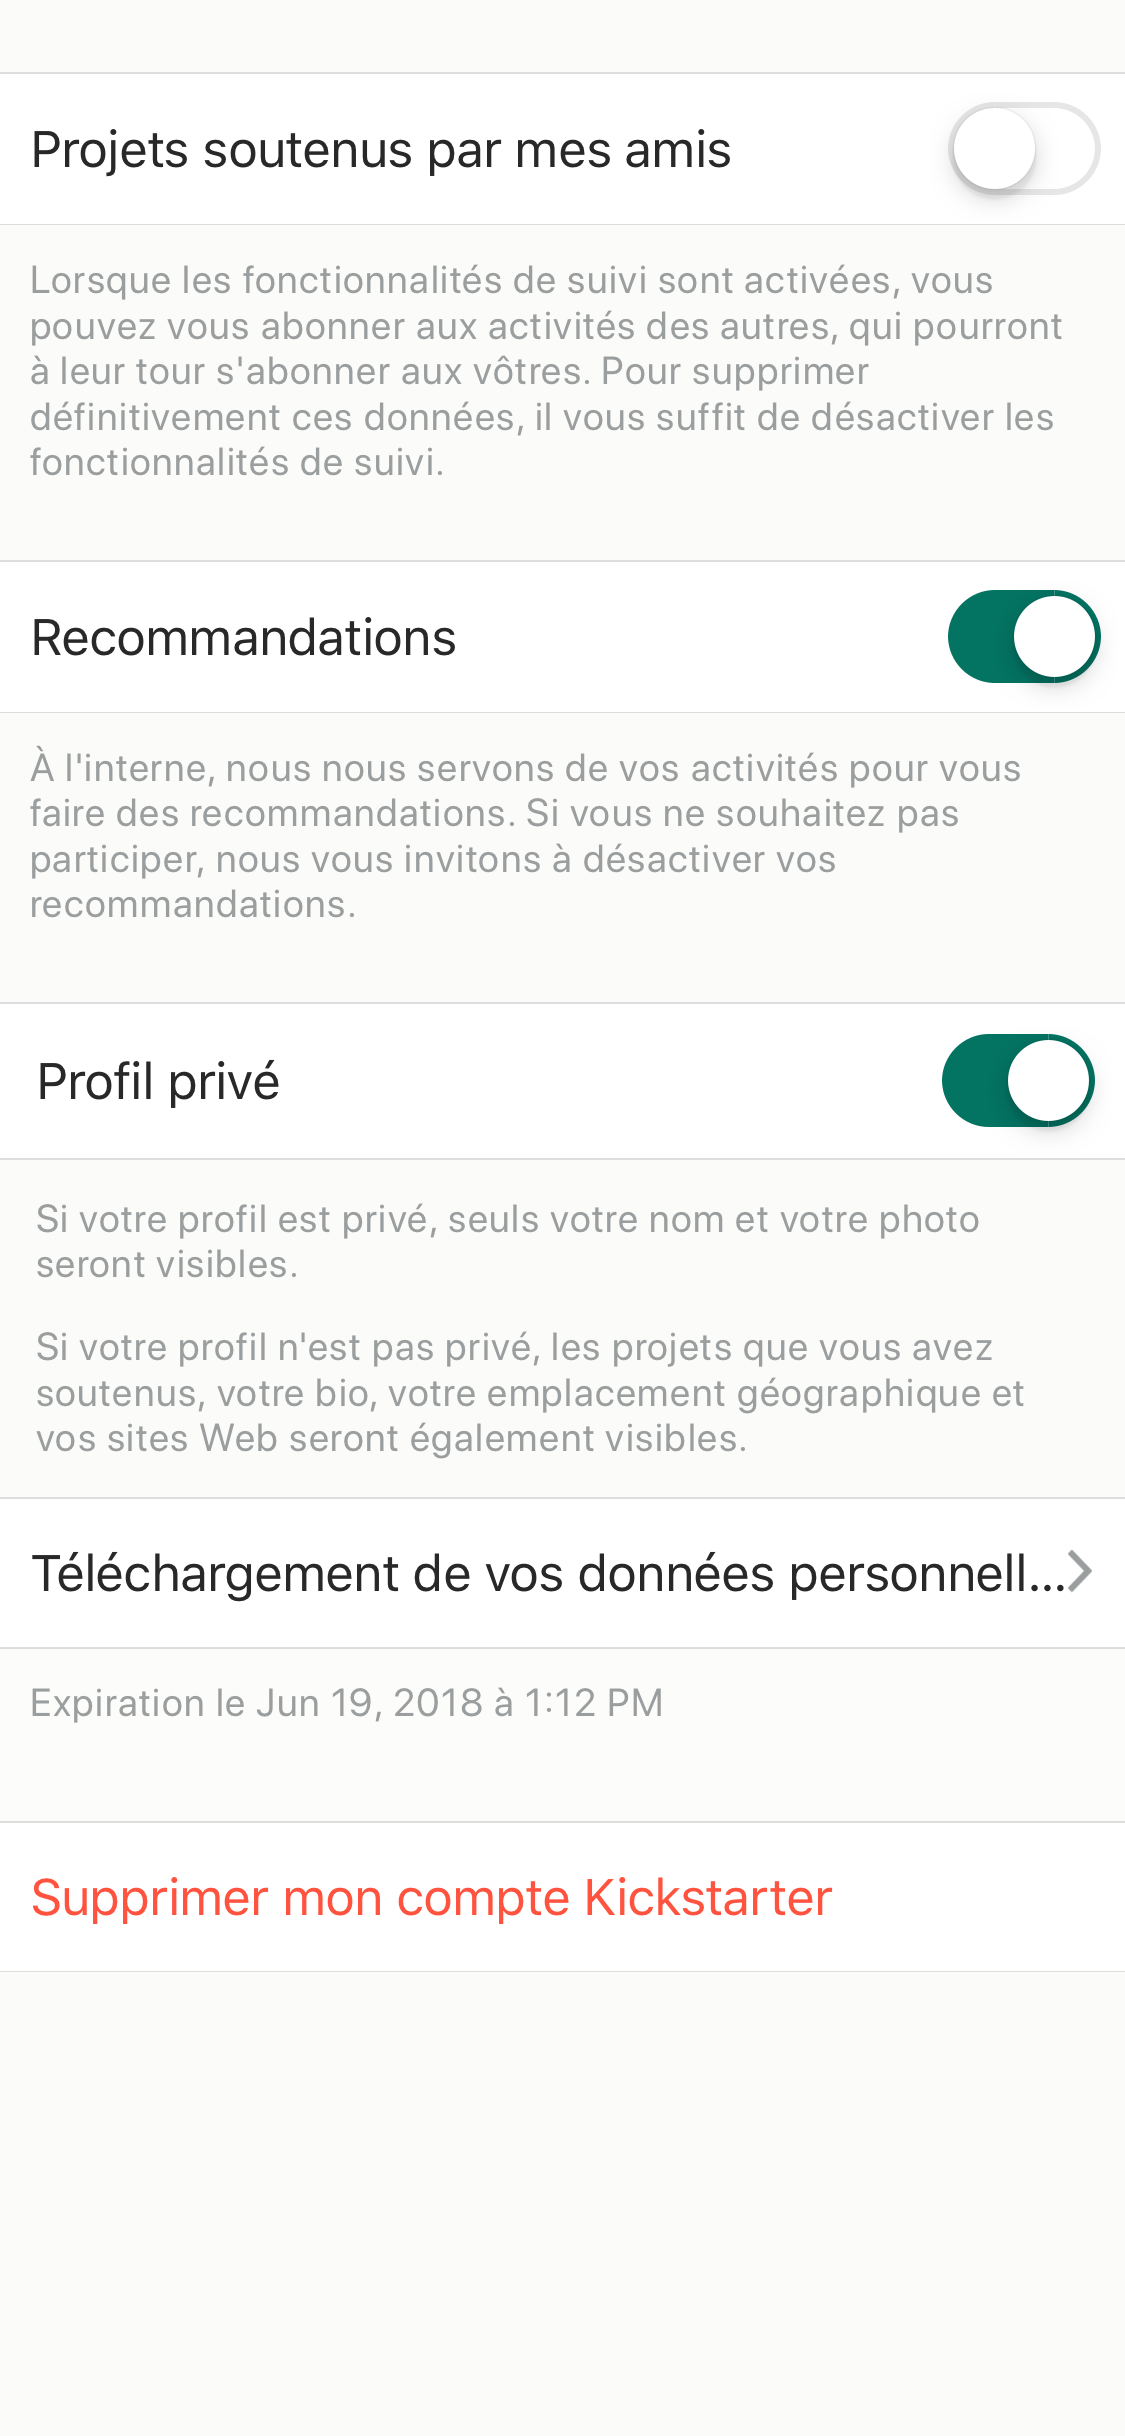 Projets soutenus par mes amis
Lorsque les fonctionnalités de suivi sont activées, vous
pouvez vous abonner aux activités des autres, qui pourront
à leur tour s'abonner aux vôtres. Pour supprimer
définitivement ces données, il vous suffit de désactiver les
fonctionnalités de suivi.
Recommandations
À l'interne, nous nous servons de vos activités pour vous
faire des recommandations. Si vous ne souhaitez pas
participer, nous vous invitons à désactiver vos
recommandations.
Profil privé
Si votre profil est privé, seuls votre nom et votre photo
seront visibles.
Si votre profil n'est pas privé, les projets que vous avez
soutenus, votre bio, votre emplacement géographique et
vos sites Web seront également visibles.
Téléchargement de vos données personnell...
Expiration le Jun 19, 2018 à 1:12 PM
Supprimer mon compte Kickstarter